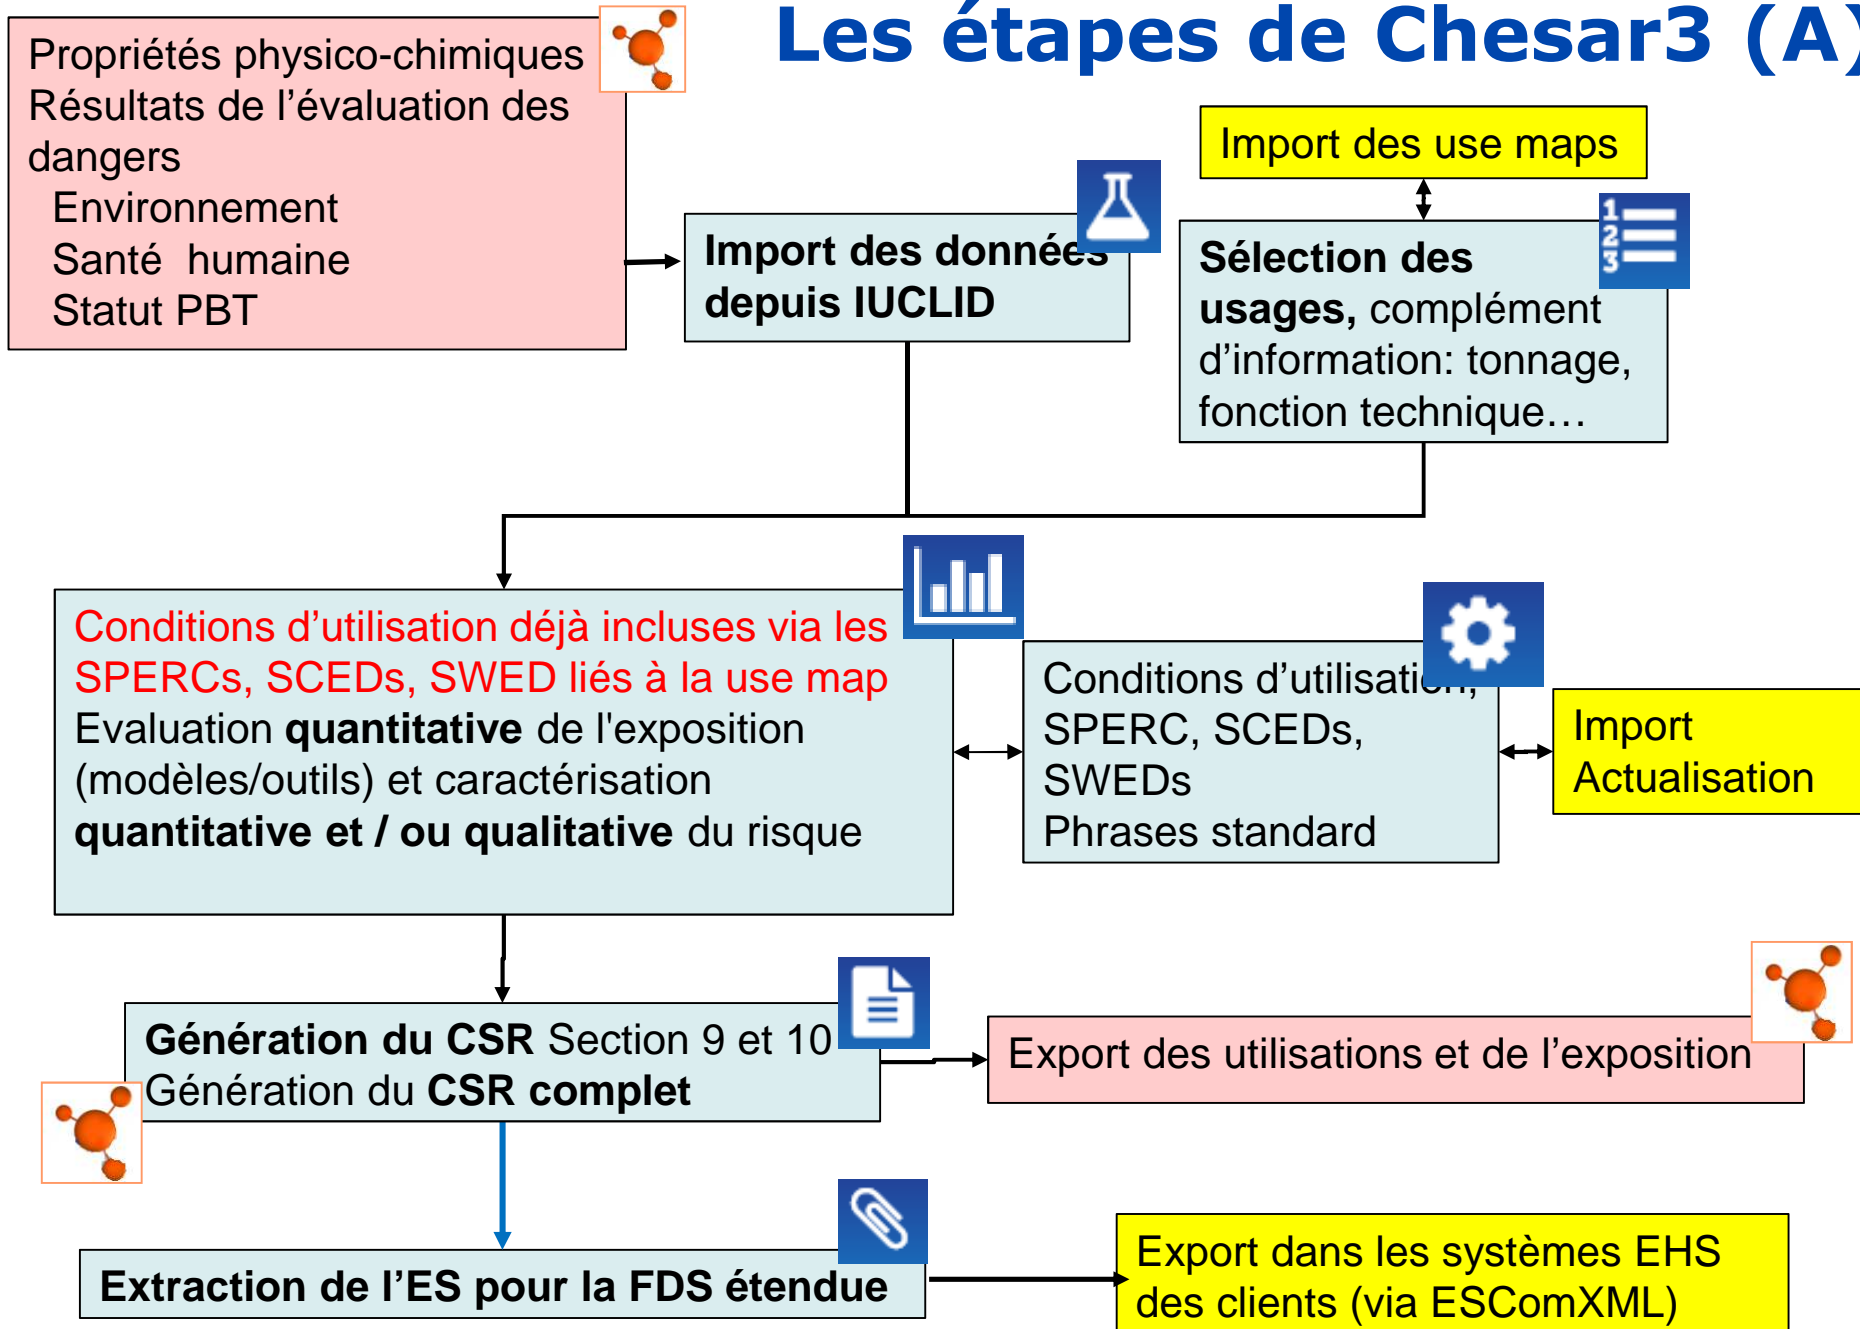 Les étapes de Chesar3 (A)
Propriétés physico-chimiques
Résultats de l’évaluation des
dangers
Environnement
Santé humaine
Statut PBT
Import des données
depuis IUCLID
Import des use maps
1
2
3
Sélection des
usages, complément
d’information: tonnage,
fonction technique…
Conditions d’utilisation déjà incluses via les
SPERCs, SCEDs, SWED liés à la use map
Evaluation quantitative de l'exposition
(modèles/outils) et caractérisation
quantitative et / ou qualitative du risque
Conditions d’utilisation,
SPERC, SCEDs,
SWEDs
Phrases standard
Import
Actualisation
Génération du CSR Section 9 et 10
Génération du CSR complet
Export des utilisations et de l’exposition
Extraction de l’ES pour la FDS étendue
Export dans les systèmes EHS
des clients (via ESComXML)